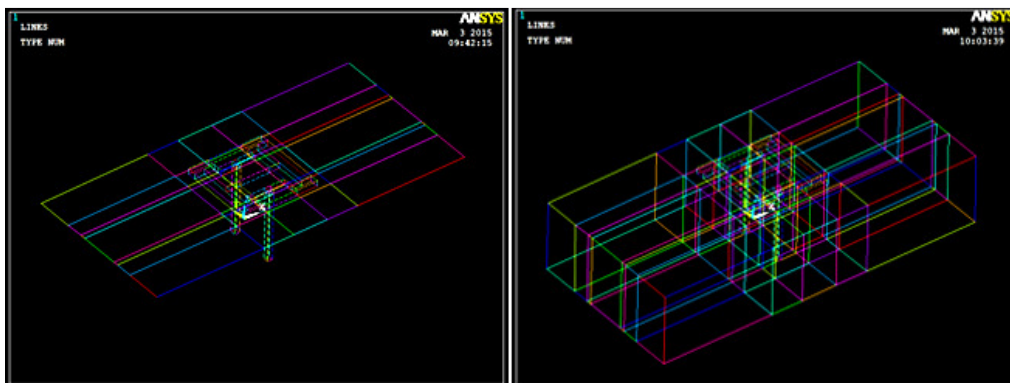 1
LINES
TYPE NUM
ANSYS
MAR 3 2015
09:42:15
1
LINES
TYPE NUM
ANSYS
MAR 3 2015
10:03:39